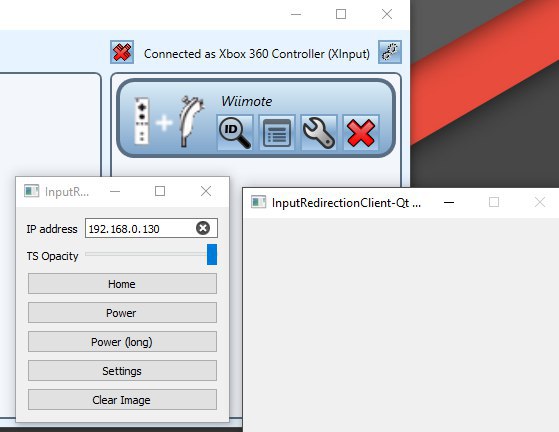 Connected as Xbox 360 Controller (XInput)
Wiimote
ID
InputR...
InputRedirectionClient-Qt ...
IP address 192.168.0.130
TS Opacity
Home
Power
Power (long)
Settings
Clear Image